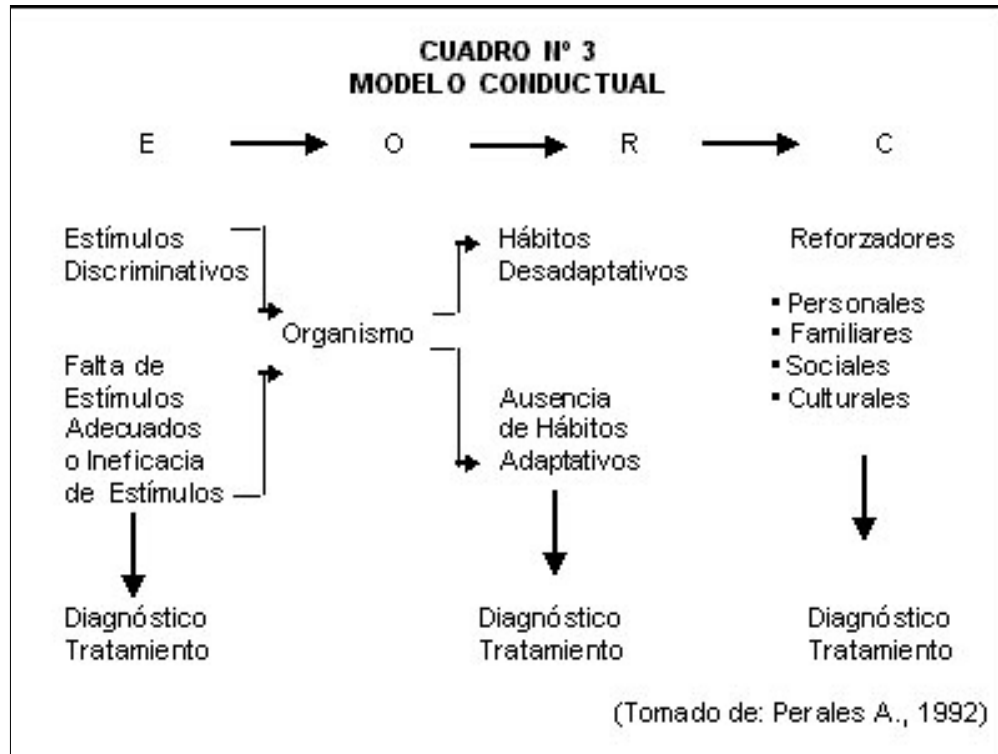 CUADRO Nº 3
MODELO CONDUCTUAL
E O R C
Estímulos
Discriminativos
Falta de
Estímulos
Adecuados
o Ineficacia
de Estímulos
Diagnóstico
Tratamiento
Organismo
Hábitos
Desadaptativos
Ausencia
de Hábitos
Adaptativos
Diagnóstico
Tratamiento
Reforzadores
▪ Personales
▪ Familiares
▪ Sociales
▪ Culturales
Diagnóstico
Tratamiento
(Tomado de: Perales A., 1992)